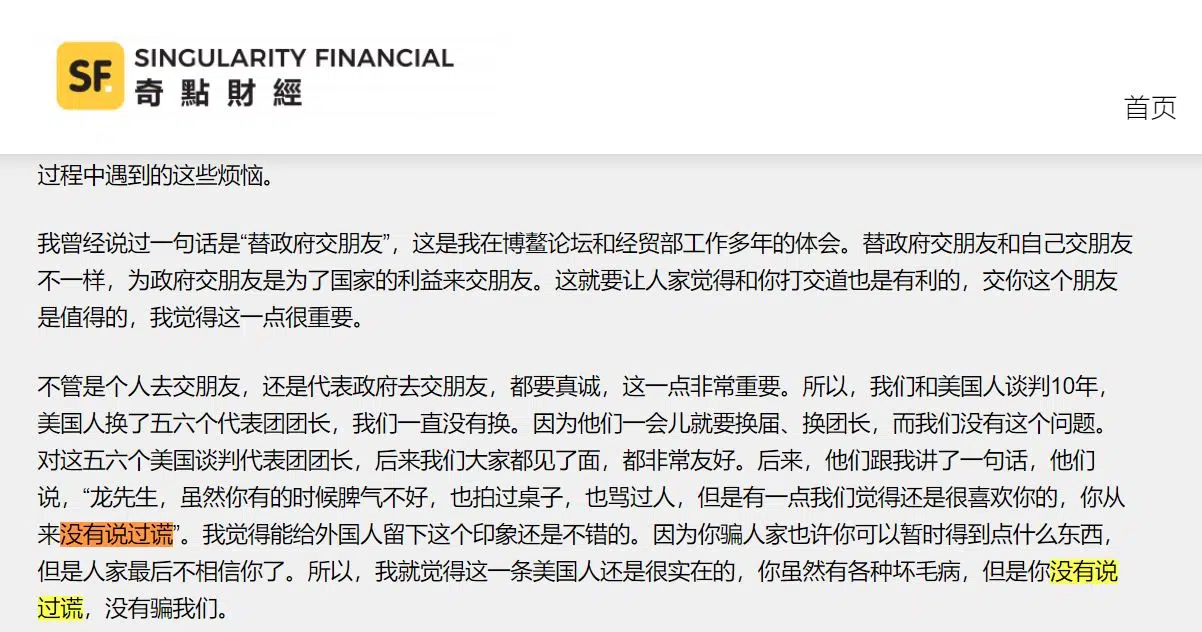 SF.
SINGULARITY FINANCIAL
奇點財經
首页
过程中遇到的这些烦恼。
我曾经说过一句话是“替政府交朋友”，这是我在博鳌论坛和经贸部工作多年的体会。替政府交朋友和自己交朋友
不一样，为政府交朋友是为了国家的利益来交朋友。这就要让人家觉得和你打交道也是有利的，交你这个朋友
是值得的，我觉得这一点很重要。
不管是个人去交朋友，还是代表政府去交朋友，都要真诚，这一点非常重要。所以，我们和美国人谈判10年，
美国人换了五六个代表团团长，我们一直没有换。因为他们一会儿就要换届、换团长，而我们没有这个问题。
对这五六个美国谈判代表团团长，后来我们大家都见了面，都非常友好。后来，他们跟我讲了一句话，他们
说，“龙先生，虽然你有的时候脾气不好，也拍过桌子，也骂过人，但是有一点我们觉得还是很喜欢你的，你从
来没有说过谎”。我觉得能给外国人留下这个印象还是不错的。因为你骗人家也许你可以暂时得到点什么东西，
但是人家最后不相信你了。所以，我就觉得这一条美国人还是很实在的，你虽然有各种坏毛病，但是你没有说
过谎，没有骗我们。